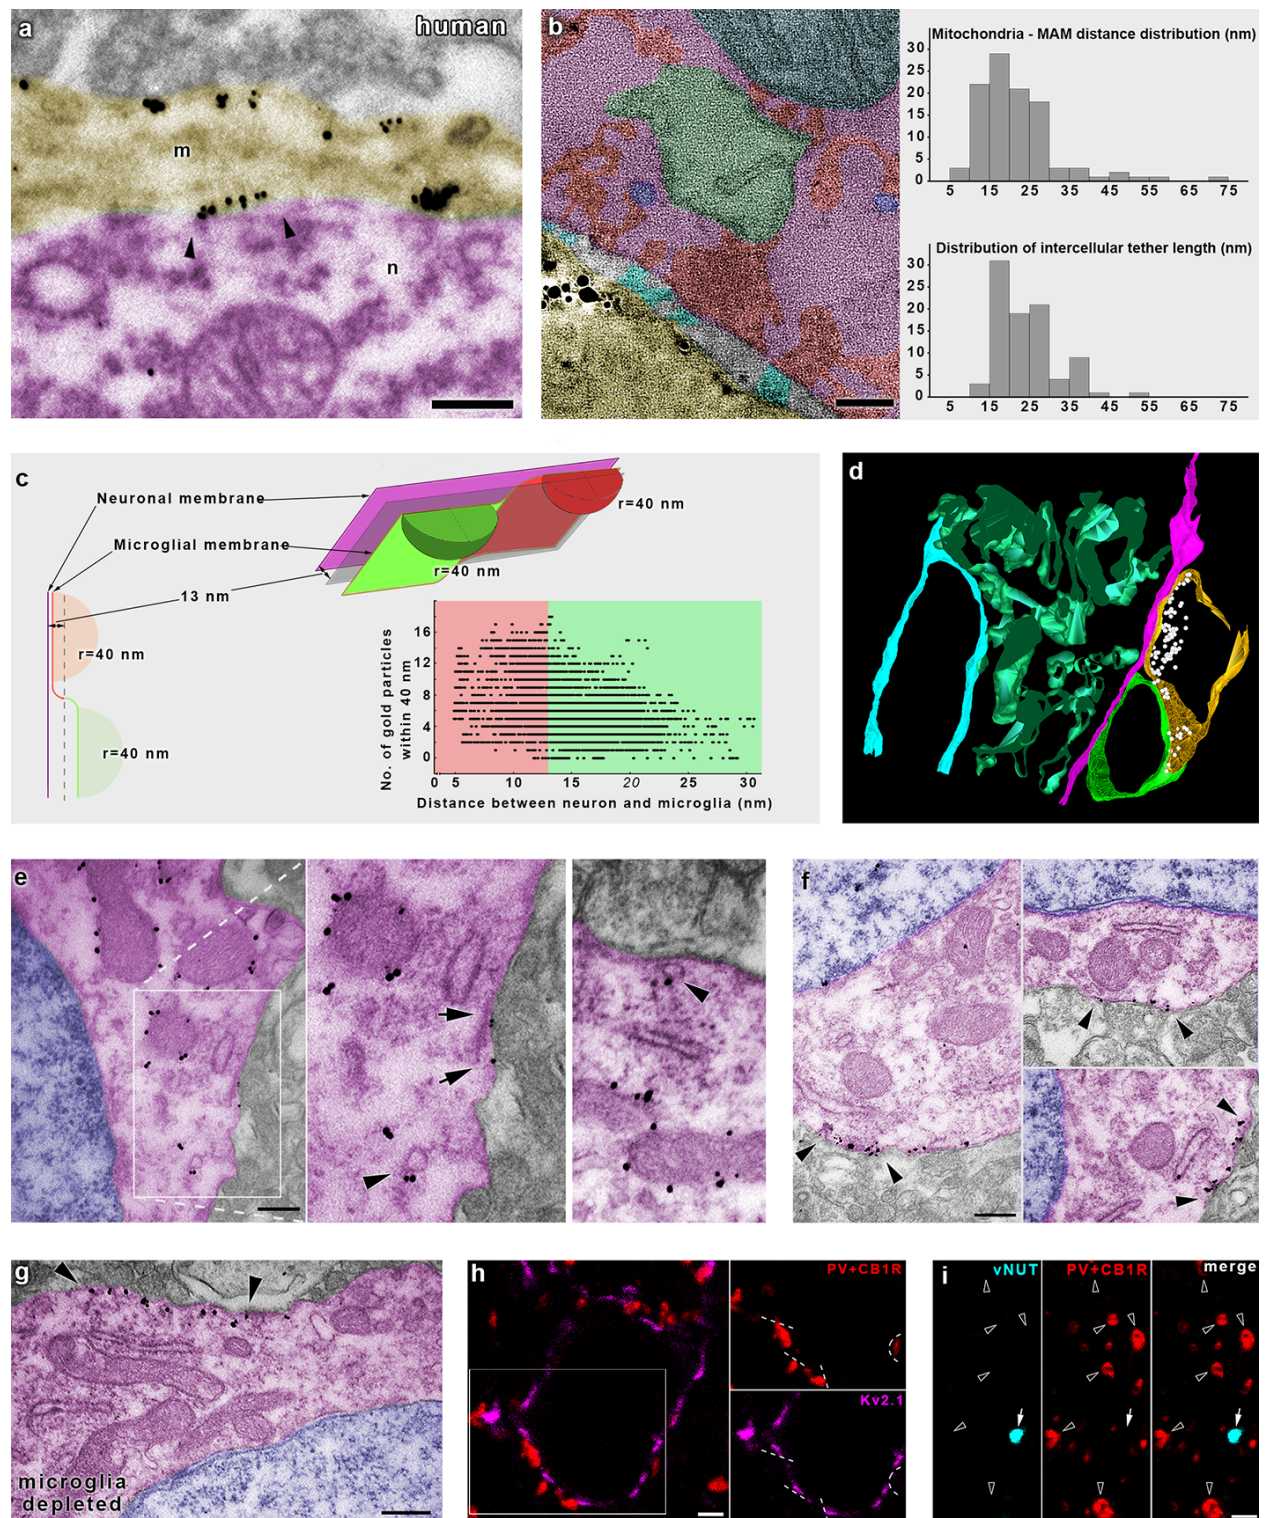 a
human
m
n
b
Mitochondria - MAM distance distribution (nm)
30
25
20
15
10
5
0
5 15 25 35 45 55 65 75
Distribution of intercellular tether length (nm)
30
25
20
15
10
5
0
5 15 25 35 45 55 65 75
c
Neuronal membrane
Microglial membrane
13 nm
r=40 nm
r=40 nm
r=40 nm
r=40 nm
No. of gold particles
within 40 nm
16
12
8
4
0
0 5 10 15 20 25 30
Distance between neuron and microglia (nm)
d
e
f
g
microglia
depleted
h
PV+CB1R
Kv2.1
i
vNUT
PV+CB1R
merge